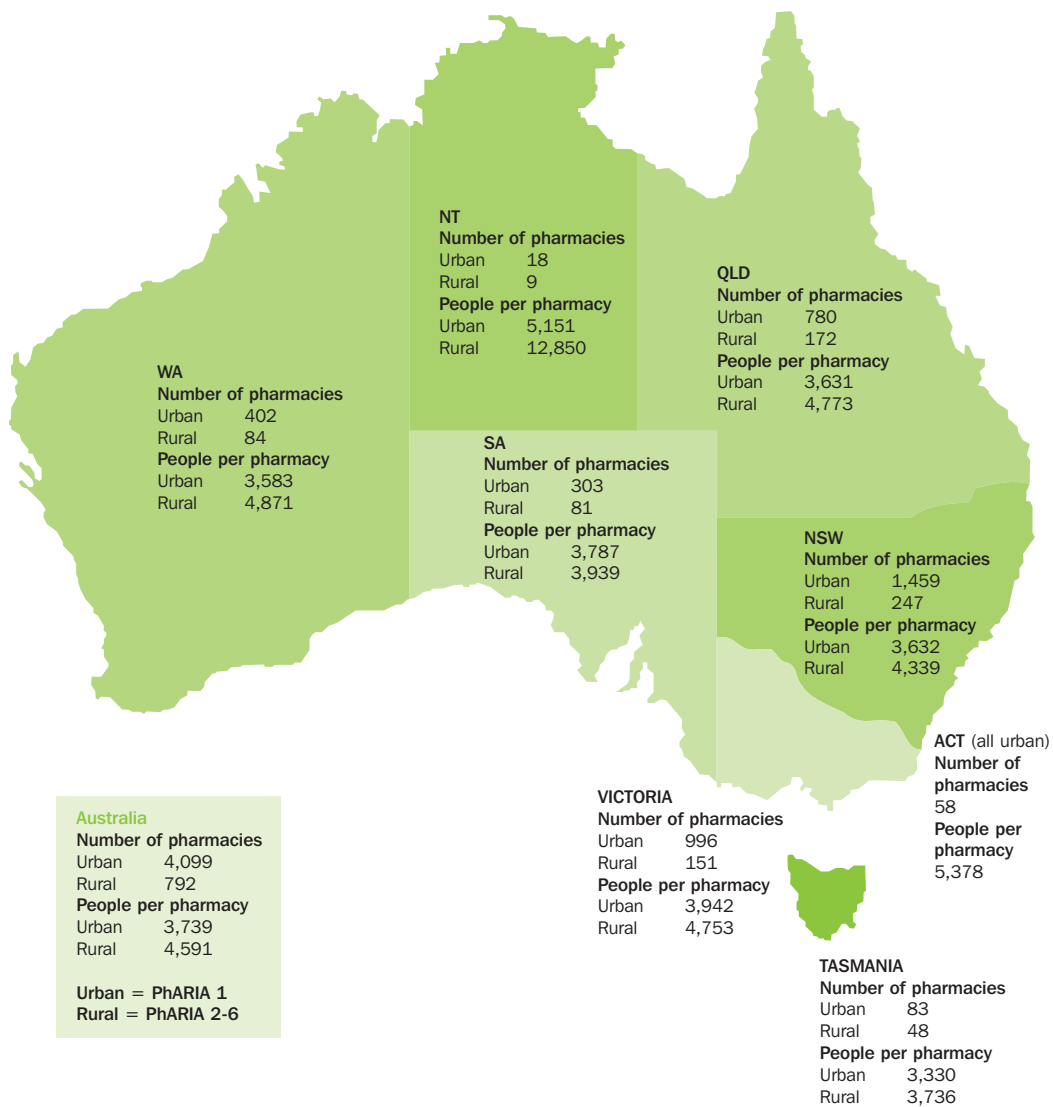 NT
Number of pharmacies
Urban 18
Rural 9
People per pharmacy
Urban 5,151
Rural 12,850
QLD
Number of pharmacies
Urban 780
Rural 172
People per pharmacy
Urban 3,631
Rural 4,773
WA
Number of pharmacies
Urban 402
Rural 84
People per pharmacy
Urban 3,583
Rural 4,871
SA
Number of pharmacies
Urban 303
Rural 81
People per pharmacy
Urban 3,787
Rural 3,939
NSW
Number of pharmacies
Urban 1,459
Rural 247
People per pharmacy
Urban 3,632
Rural 4,339
ACT (all urban)
Number of
pharmacies
58
People per
pharmacy
5,378
VICTORIA
Number of pharmacies
Urban 996
Rural 151
People per pharmacy
Urban 3,942
Rural 4,753
Australia
Number of pharmacies
Urban 4,099
Rural 792
People per pharmacy
Urban 3,739
Rural 4,591
Urban = PhARIA 1
Rural = PhARIA 2-6
TASMANIA
Number of pharmacies
Urban 83
Rural 48
People per pharmacy
Urban 3,330
Rural 3,736